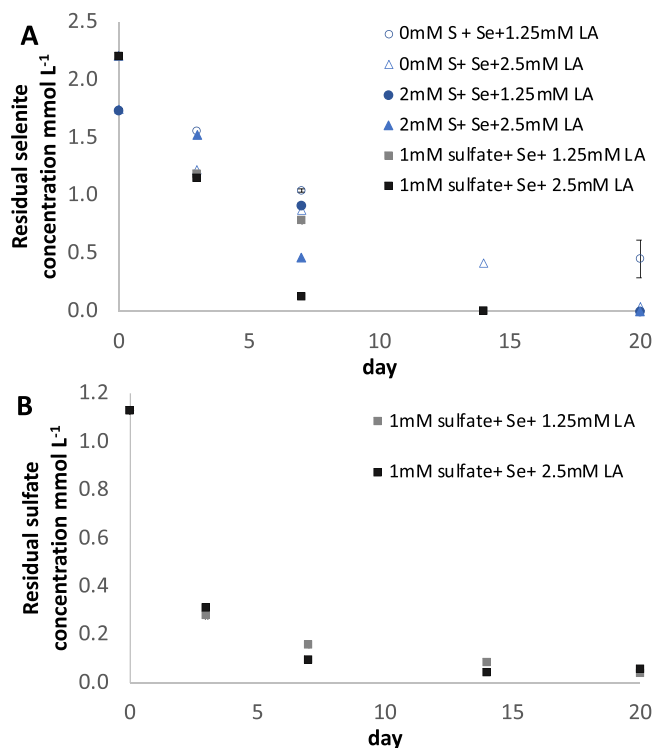 A
Residual selenite
concentration mmol L-1
2.5
2.0
1.5
1.0
0.5
0.0
0mM S + Se+1.25mM LA
0mM S+ Se+2.5mM LA
2mM S+ Se+1.25mM LA
2mM S+ Se+2.5mM LA
1mM sulfate+ Se+ 1.25mM LA
1mM sulfate+ Se+ 2.5mM LA
0 5 10 15 20
day
B
Residual sulfate
concentration mmol L-1
1.2
1.0
0.8
0.6
0.4
0.2
0.0
1mM sulfate+ Se+ 1.25mM LA
1mM sulfate+ Se+ 2.5mM LA
0 5 10 15 20
day